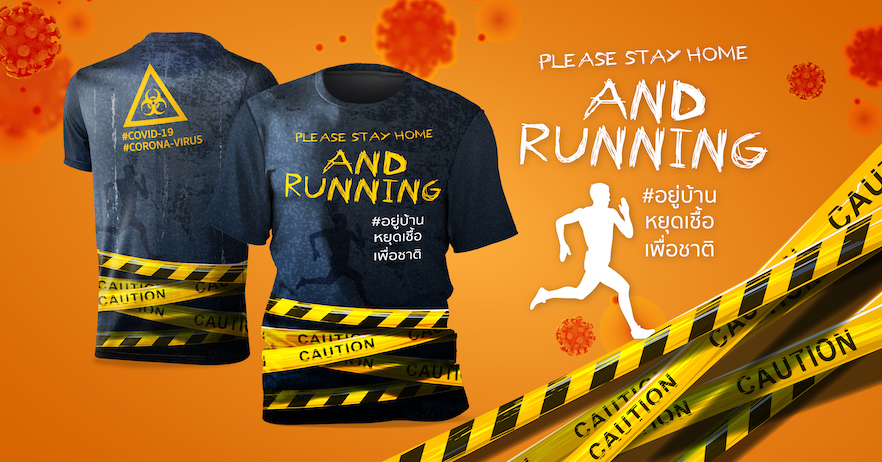 #COVID-19
#CORONA-VIRUS
CAUTION
CAUTION
PLEASE STAY HOME
AND
RUNNING
#อยู่บ้าน
หยุดเชื้อ
เพื่อชาติ
CAUTION
CAUTION
PLEASE STAY HOME
AND
RUNNING
#อยู่บ้าน
หยุดเชื้อ
เพื่อชาติ
CAUTION
CAUTION
CAUTION
CAUTION